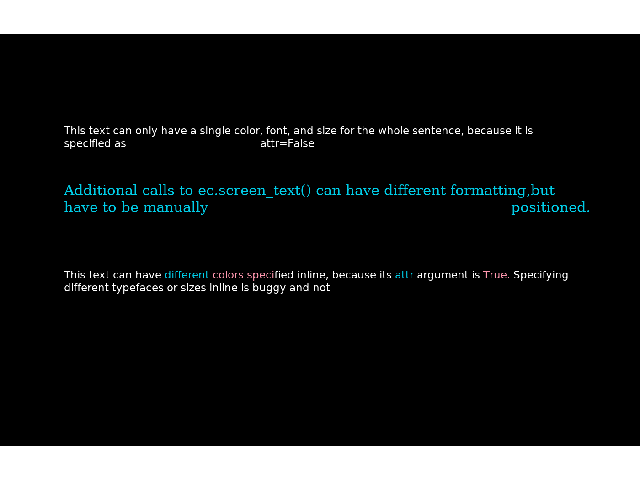 This text can only have a single color, font, and size for the whole sentence, because it is
specified as attr=False
Additional calls to ec.screen_text() can have different formatting,but
have to be manually positioned.
This text can have different colors specified inline, because its attr argument is True. Specifying
different typefaces or sizes inline is buggy and not